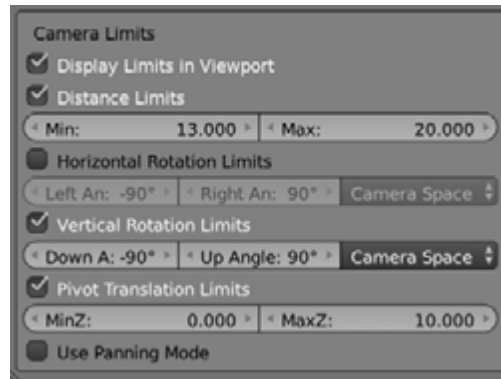 Camera Limits
Display Limits in Viewport
Distance Limits
Min: 13.000 Max: 20.000
Horizontal Rotation Limits
Left An: -90° Right An: 90° Camera Space
Vertical Rotation Limits
Down A: -90° Up Angle: 90° Camera Space
Pivot Translation Limits
MinZ: 0.000 MaxZ: 10.000
Use Panning Mode